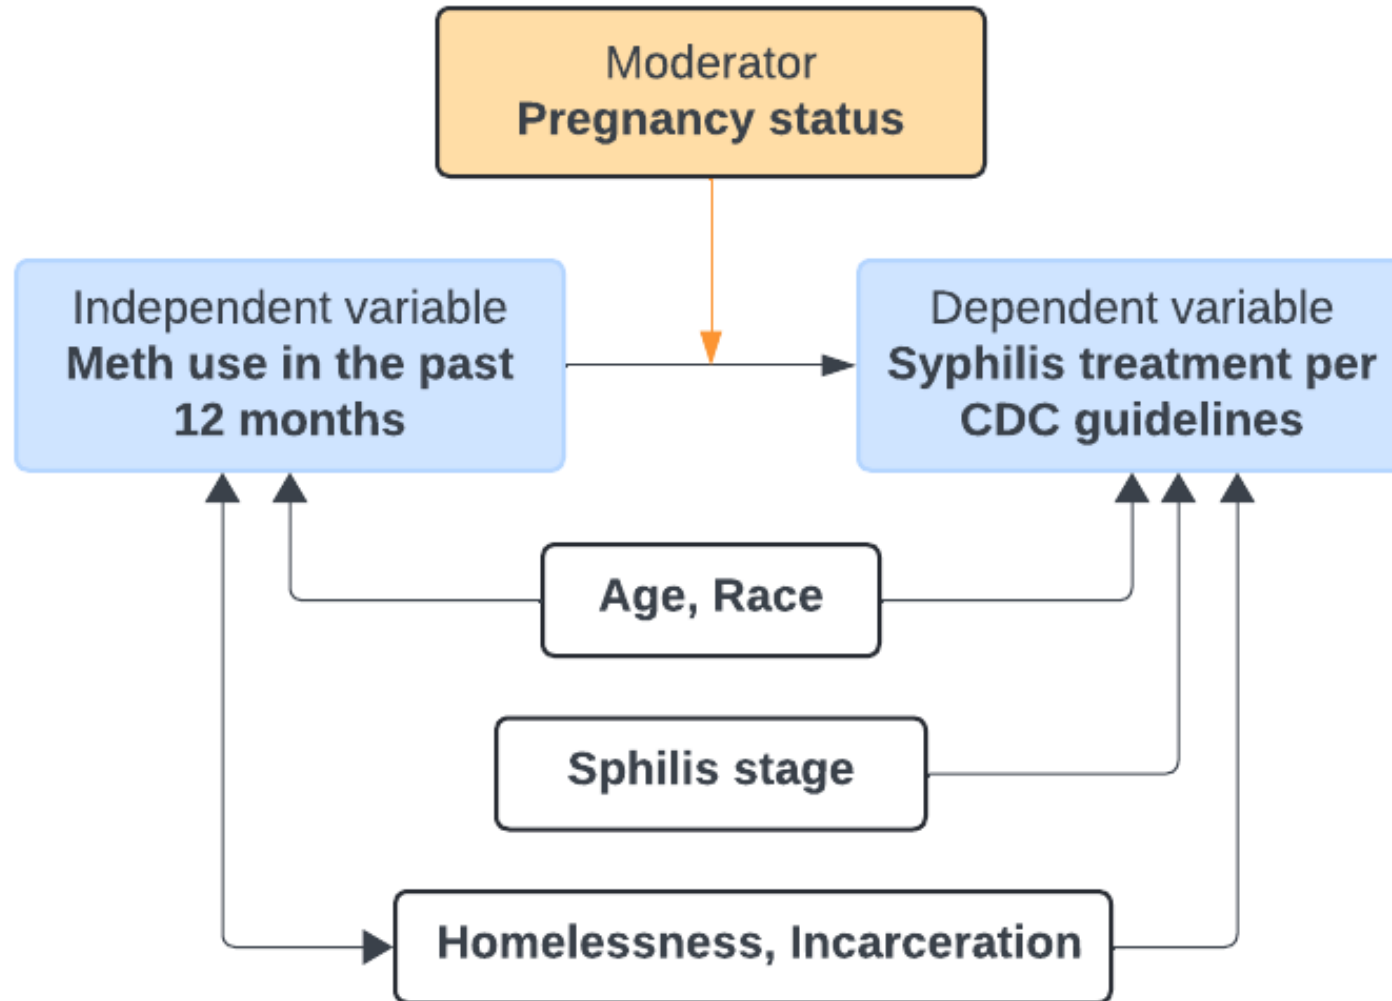 Moderator
Pregnancy status
Independent variable
Meth use in the past
12 months
Dependent variable
Syphilis treatment per
CDC guidelines
Age, Race
Sphilis stage
Homelessness, Incarceration